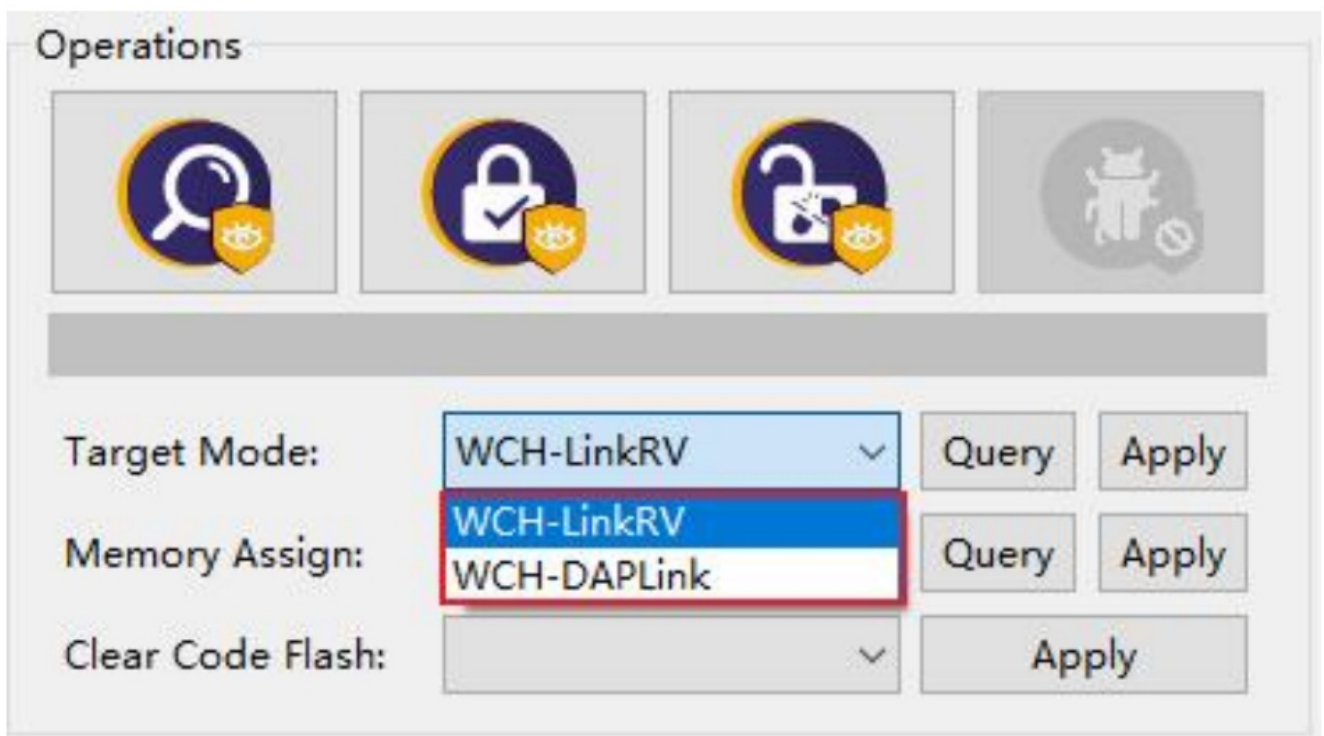 Operations
Target Mode: WCH-LinkRV Query Apply
WCH-LinkRV
WCH-DAPLink
Memory Assign: Query Apply
Clear Code Flash: Apply